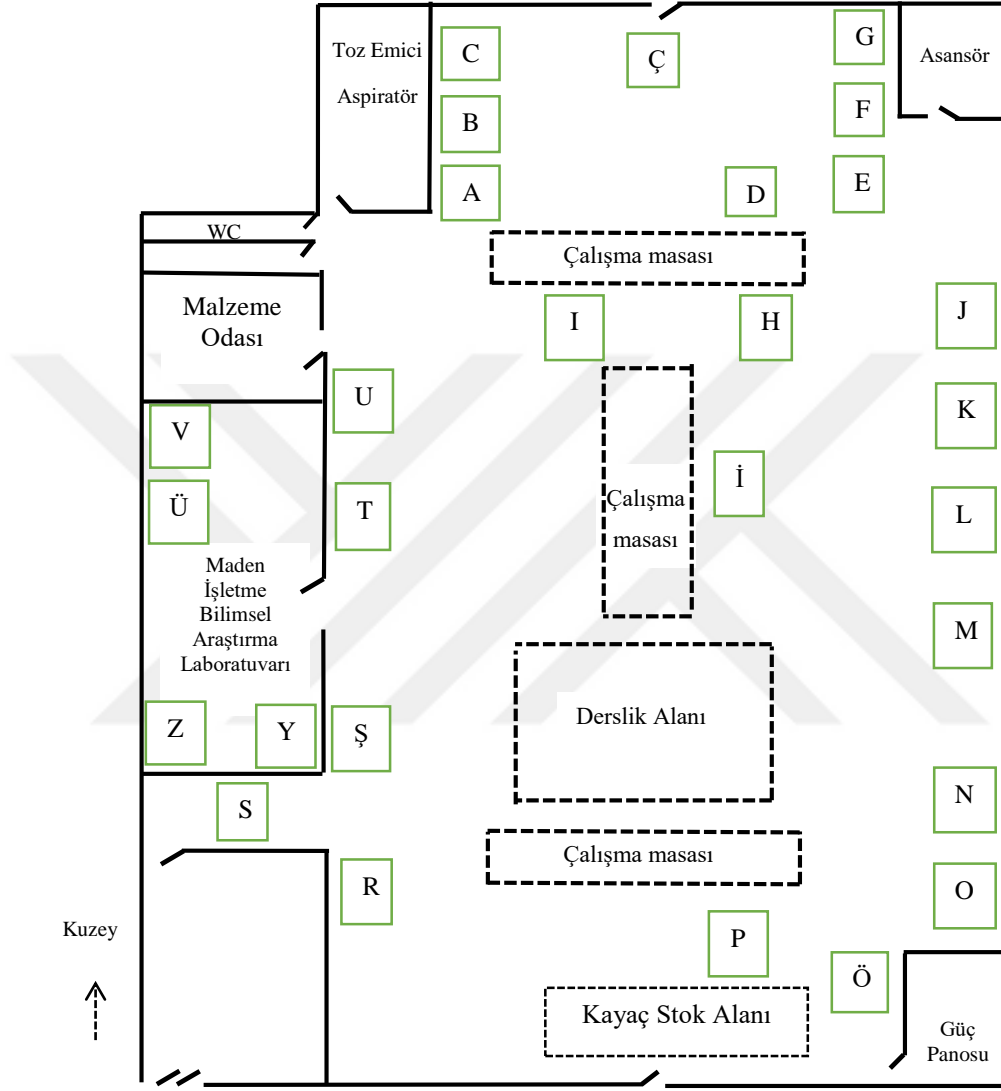 Toz Emici
Aspiratör
C
Ç
G
Asansör
B
F
A
D
E
WC
Çalışma masası
Malzeme
Odası
I
H
J
U
K
V
Ü
T
Çalışma
masası
İ
L
Maden
İşletme
Bilimsel
Araştırma
Laboratuvarı
M
Z
Y
Ş
Derslik Alanı
S
N
Çalışma masası
R
O
Kuzey
P
Ö
Kayaç Stok Alanı
Güç
Panosu